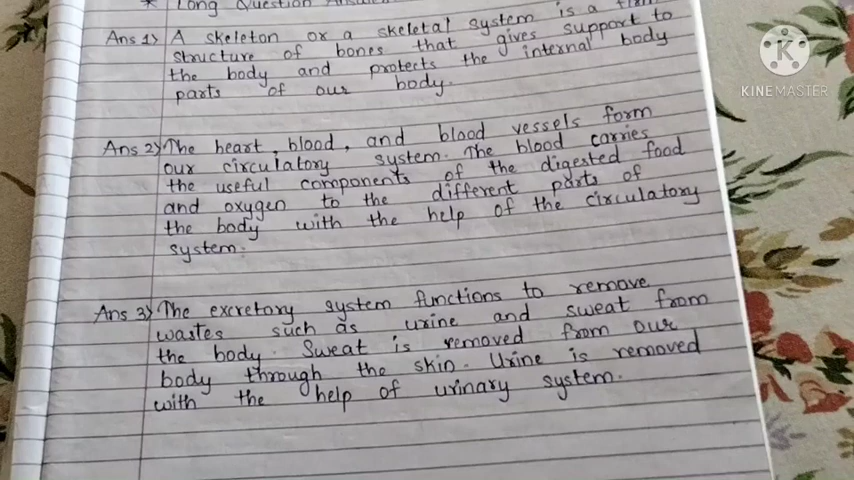 * Long Question Answers
Ans 1) A skeleton or a skeletal system is a firm
structure of bones that gives support to
the body and protects the internal body
parts of our body.
Ans 2) The heart, blood, and blood vessels form
our circulatory system. The blood carries
the useful components of the digested food
and oxygen to the different parts of
the body with the help of the circulatory
system.
Ans 3) The excretory system functions to remove
wastes such as urine and sweat from
the body. Sweat is removed from our
body through the skin. Urine is removed
with the help of urinary system.
KINEMASTER